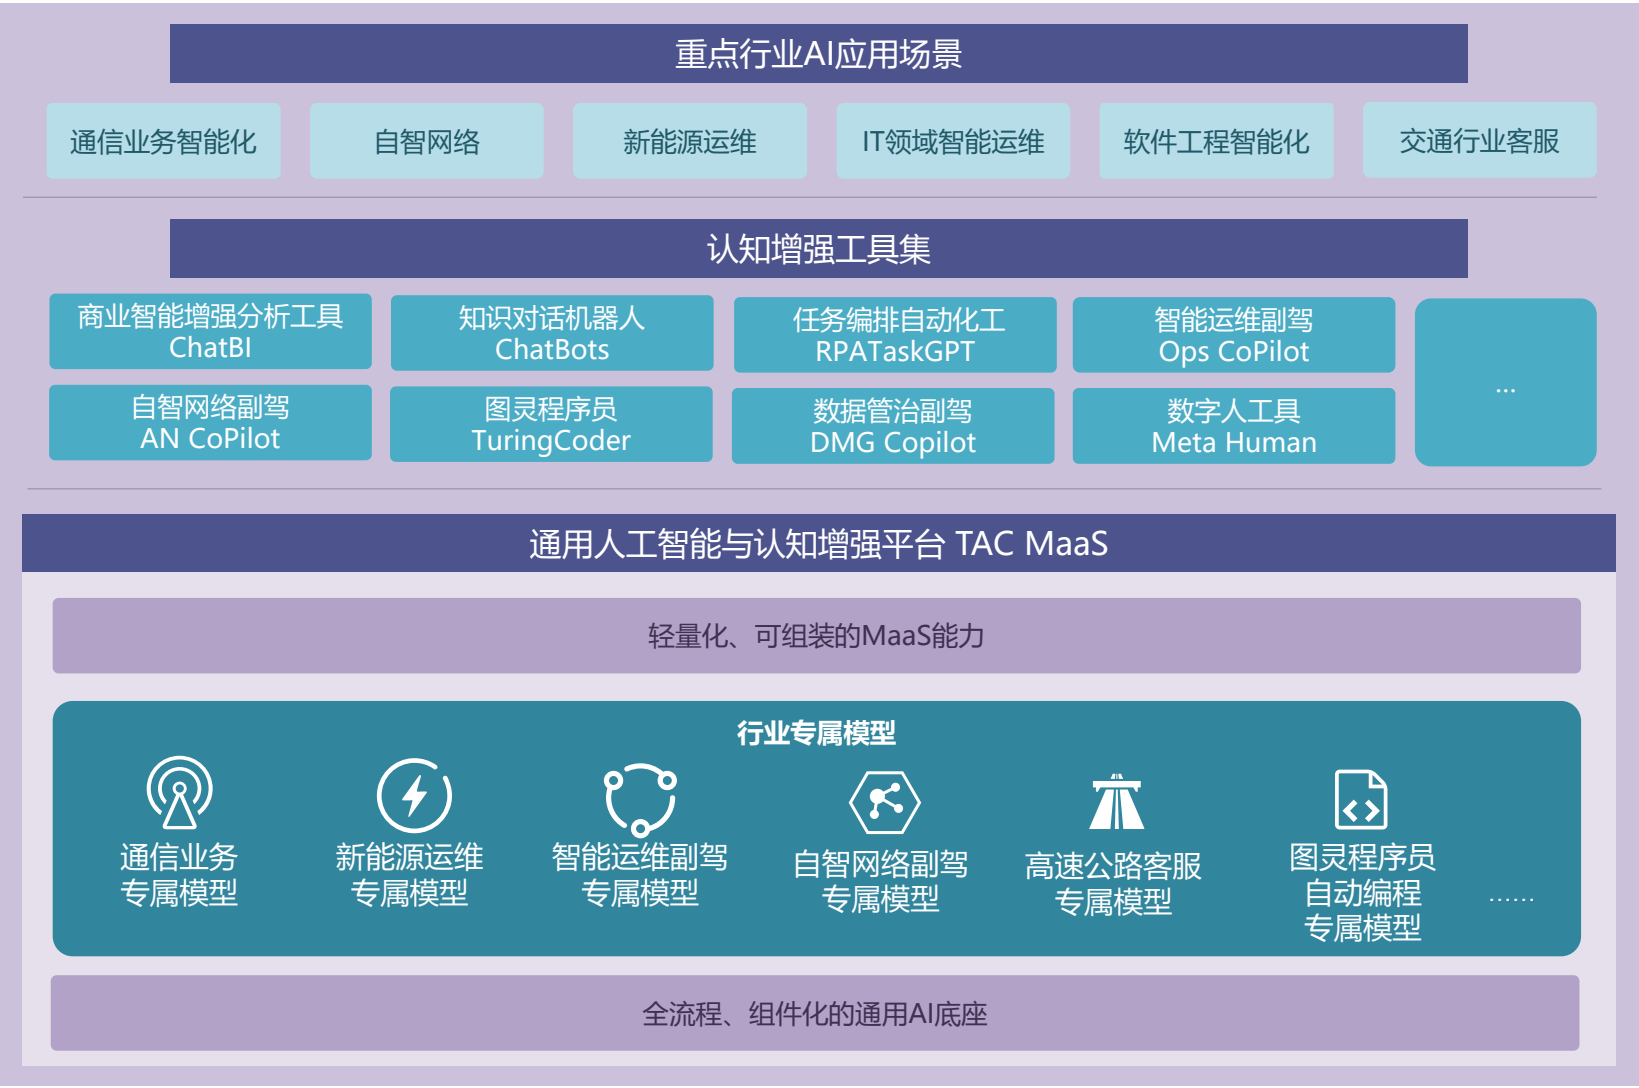 重点行业AI应用场景
通信业务智能化
自智网络
新能源运维
IT领域智能运维
软件工程智能化
交通行业客服
认知增强工具集
商业智能增强分析工具
ChatBI
知识对话机器人
ChatBots
任务编排自动化工
RPATaskGPT
智能运维副驾
Ops CoPilot
...
自智网络副驾
AN CoPilot
图灵程序员
TuringCoder
数据管治副驾
DMG Copilot
数字人工具
Meta Human
通用人工智能与认知增强平台 TAC MaaS
轻量化、可组装的MaaS能力
行业专属模型
通信业务
专属模型
新能源运维
专属模型
智能运维副驾
专属模型
自智网络副驾
专属模型
高速公路客服
专属模型
图灵程序员
自动编程
专属模型
……
全流程、组件化的通用AI底座